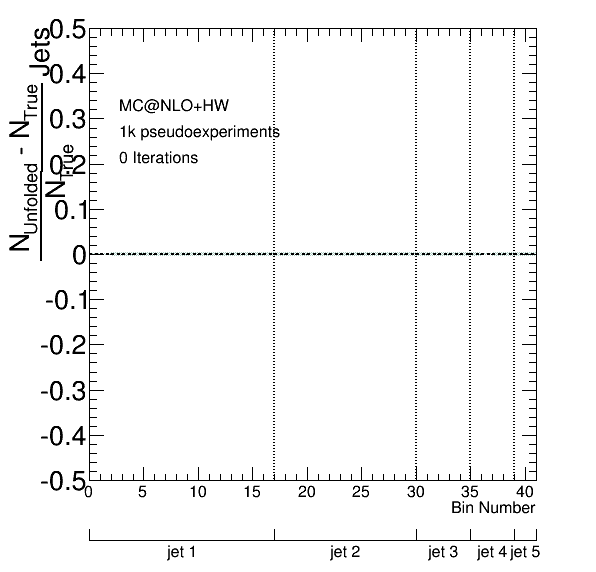 N_Unfolded - N_True Jets
N_True
0.5
0.4
0.3
0.2
0.1
0
-0.1
-0.2
-0.3
-0.4
-0.5
MC@NLO+HW
1k pseudoexperiments
0 Iterations
0 5 10 15 20 25 30 35 40
Bin Number
jet 1 jet 2 jet 3 jet 4 jet 5